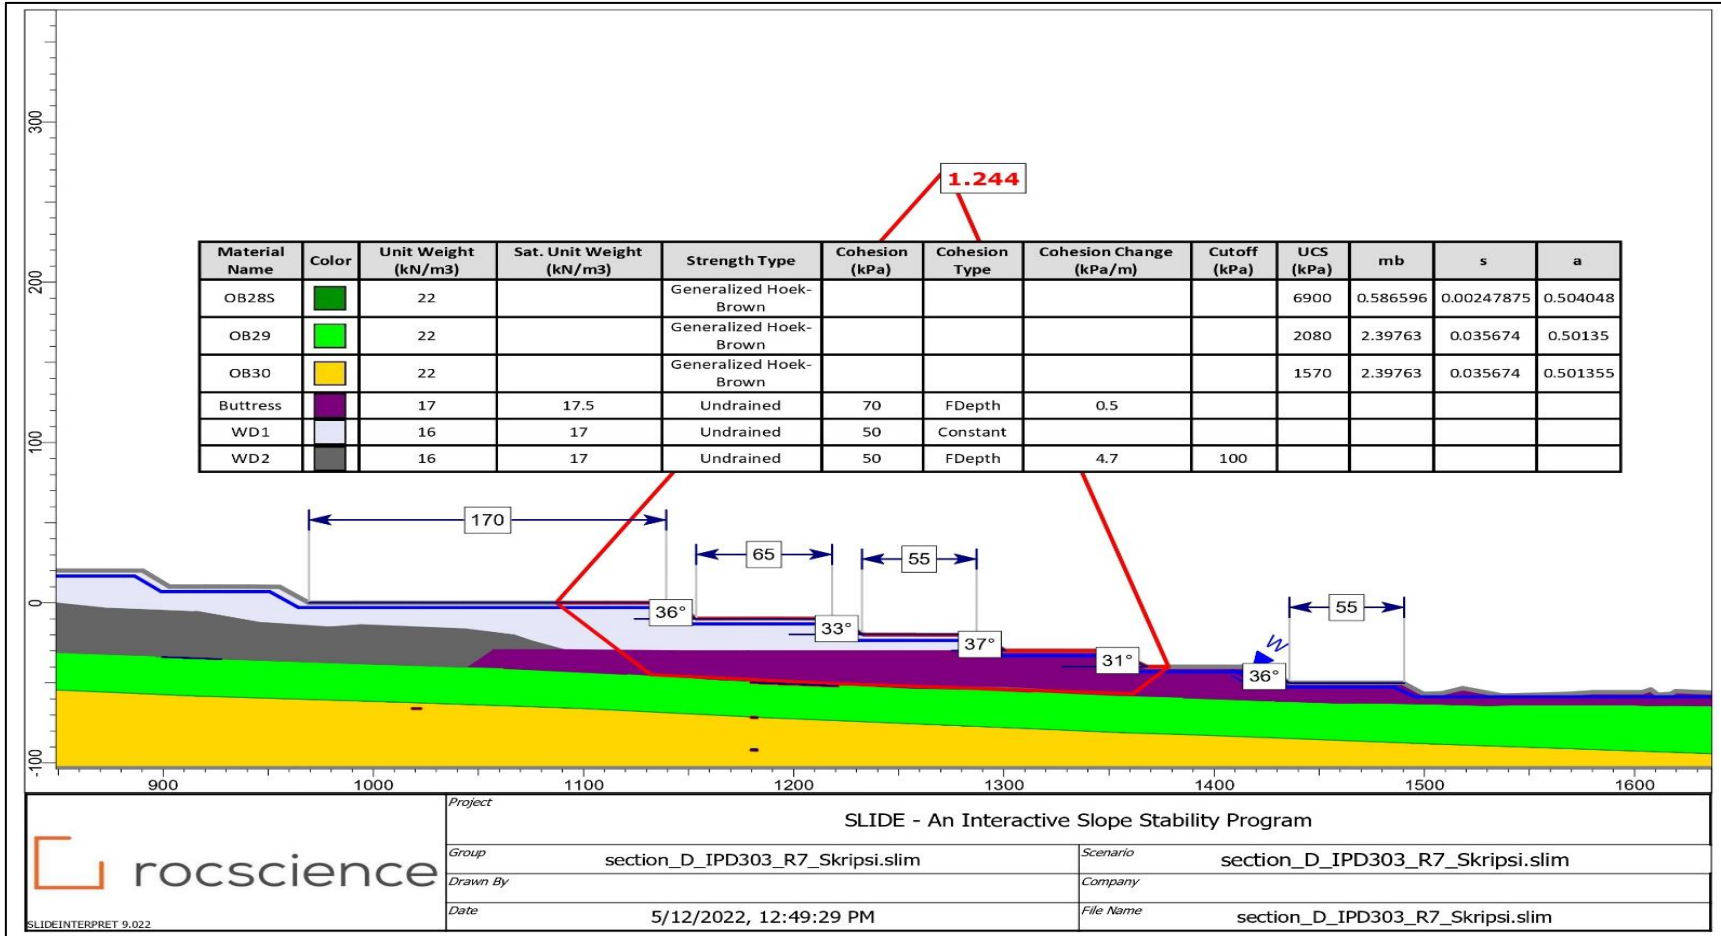 300
200
100
0
-100
1.244
Material Name Color Unit Weight (kN/m3) Sat. Unit Weight (kN/m3) Strength Type Cohesion (kPa) Cohesion Type Cohesion Change (kPa/m) Cutoff (kPa) UCS (kPa) mb s a
OB28S 22 Generalized Hoek-Brown 6900 0.586596 0.00247875 0.504048
OB29 22 Generalized Hoek-Brown 2080 2.39763 0.035674 0.50135
OB30 22 Generalized Hoek-Brown 1570 2.39763 0.035674 0.501355
Buttress 17 17.5 Undrained 70 FDepth 0.5
WD1 16 17 Undrained 50 Constant
WD2 16 17 Undrained 50 FDepth 4.7 100
170
65
55
55
36°
33°
37°
31°
36°
W
900 1000 1100 1200 1300 1400 1500 1600
rocscience
SLIDEINTERPRET 9.022
Project
SLIDE - An Interactive Slope Stability Program
Group section_D_IPD303_R7_Skripsi.slim Scenario section_D_IPD303_R7_Skripsi.slim
Drawn By Company
Date 5/12/2022, 12:49:29 PM File Name section_D_IPD303_R7_Skripsi.slim